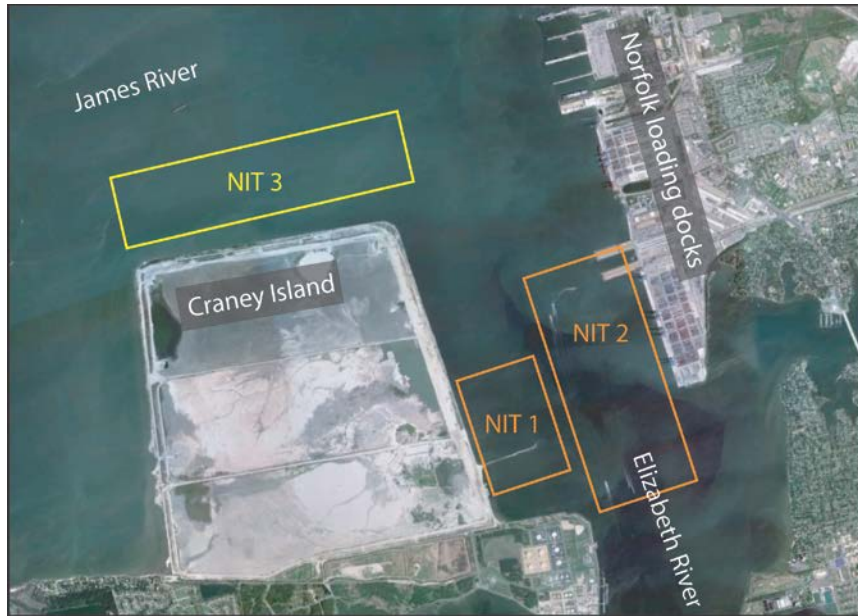 James River
Norfolk loading docks
NIT 3
Craney Island
NIT 2
NIT 1
Elizabeth River